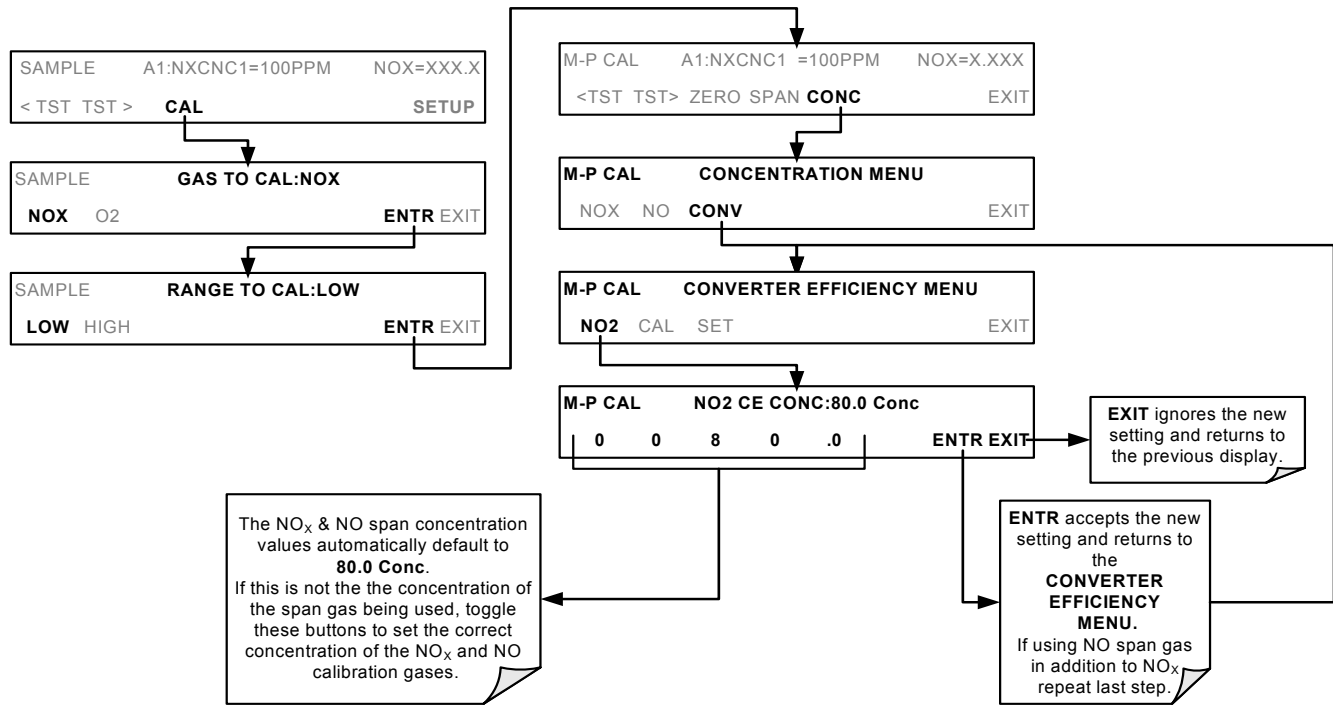 SAMPLE A1:NXCNC1=100PPM NOX=XXX.X
< TST TST > CAL SETUP
SAMPLE GAS TO CAL:NOX
NOX O2 ENTR EXIT
SAMPLE RANGE TO CAL:LOW
LOW HIGH ENTR EXIT
M-P CAL A1:NXCNC1 =100PPM NOX=X.XXX
<TST TST> ZERO SPAN CONC EXIT
M-P CAL CONCENTRATION MENU
NOX NO CONV EXIT
M-P CAL CONVERTER EFFICIENCY MENU
NO2 CAL SET EXIT
M-P CAL NO2 CE CONC:80.0 Conc
0 0 8 0 .0 ENTR EXIT
EXIT ignores the new
setting and returns to
the previous display.
The NOX & NO span concentration
values automatically default to
80.0 Conc.
If this is not the the concentration of
the span gas being used, toggle
these buttons to set the correct
concentration of the NOX and NO
calibration gases.
ENTR accepts the new
setting and returns to
the
CONVERTER
EFFICIENCY
MENU.
If using NO span gas
in addition to NOX
repeat last step.